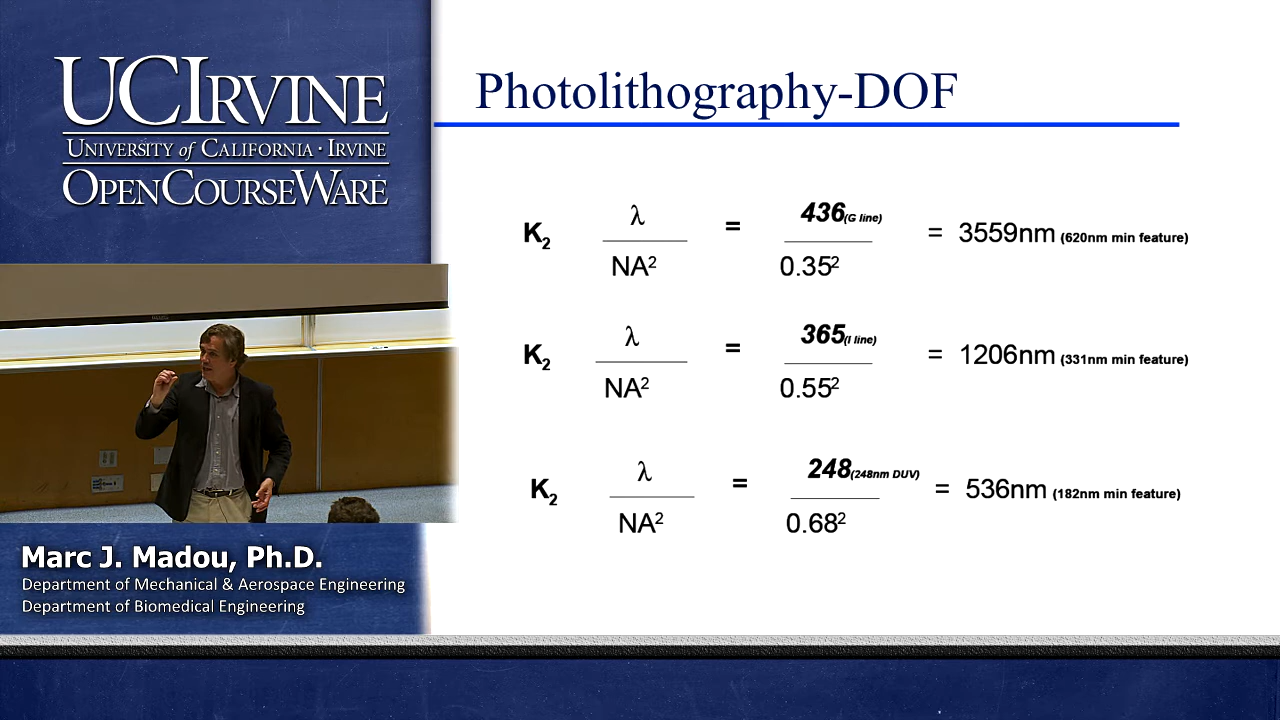 UCIRVINE
UNIVERSITY of CALIFORNIA · IRVINE
OPENCOURSEWARE
Photolithography-DOF
K2 λ / NA² = 436(G line) / 0.35² = 3559nm (620nm min feature)
K2 λ / NA² = 365(I line) / 0.55² = 1206nm (331nm min feature)
K2 λ / NA² = 248(248nm DUV) / 0.68² = 536nm (182nm min feature)
Marc J. Madou, Ph.D.
Department of Mechanical & Aerospace Engineering
Department of Biomedical Engineering